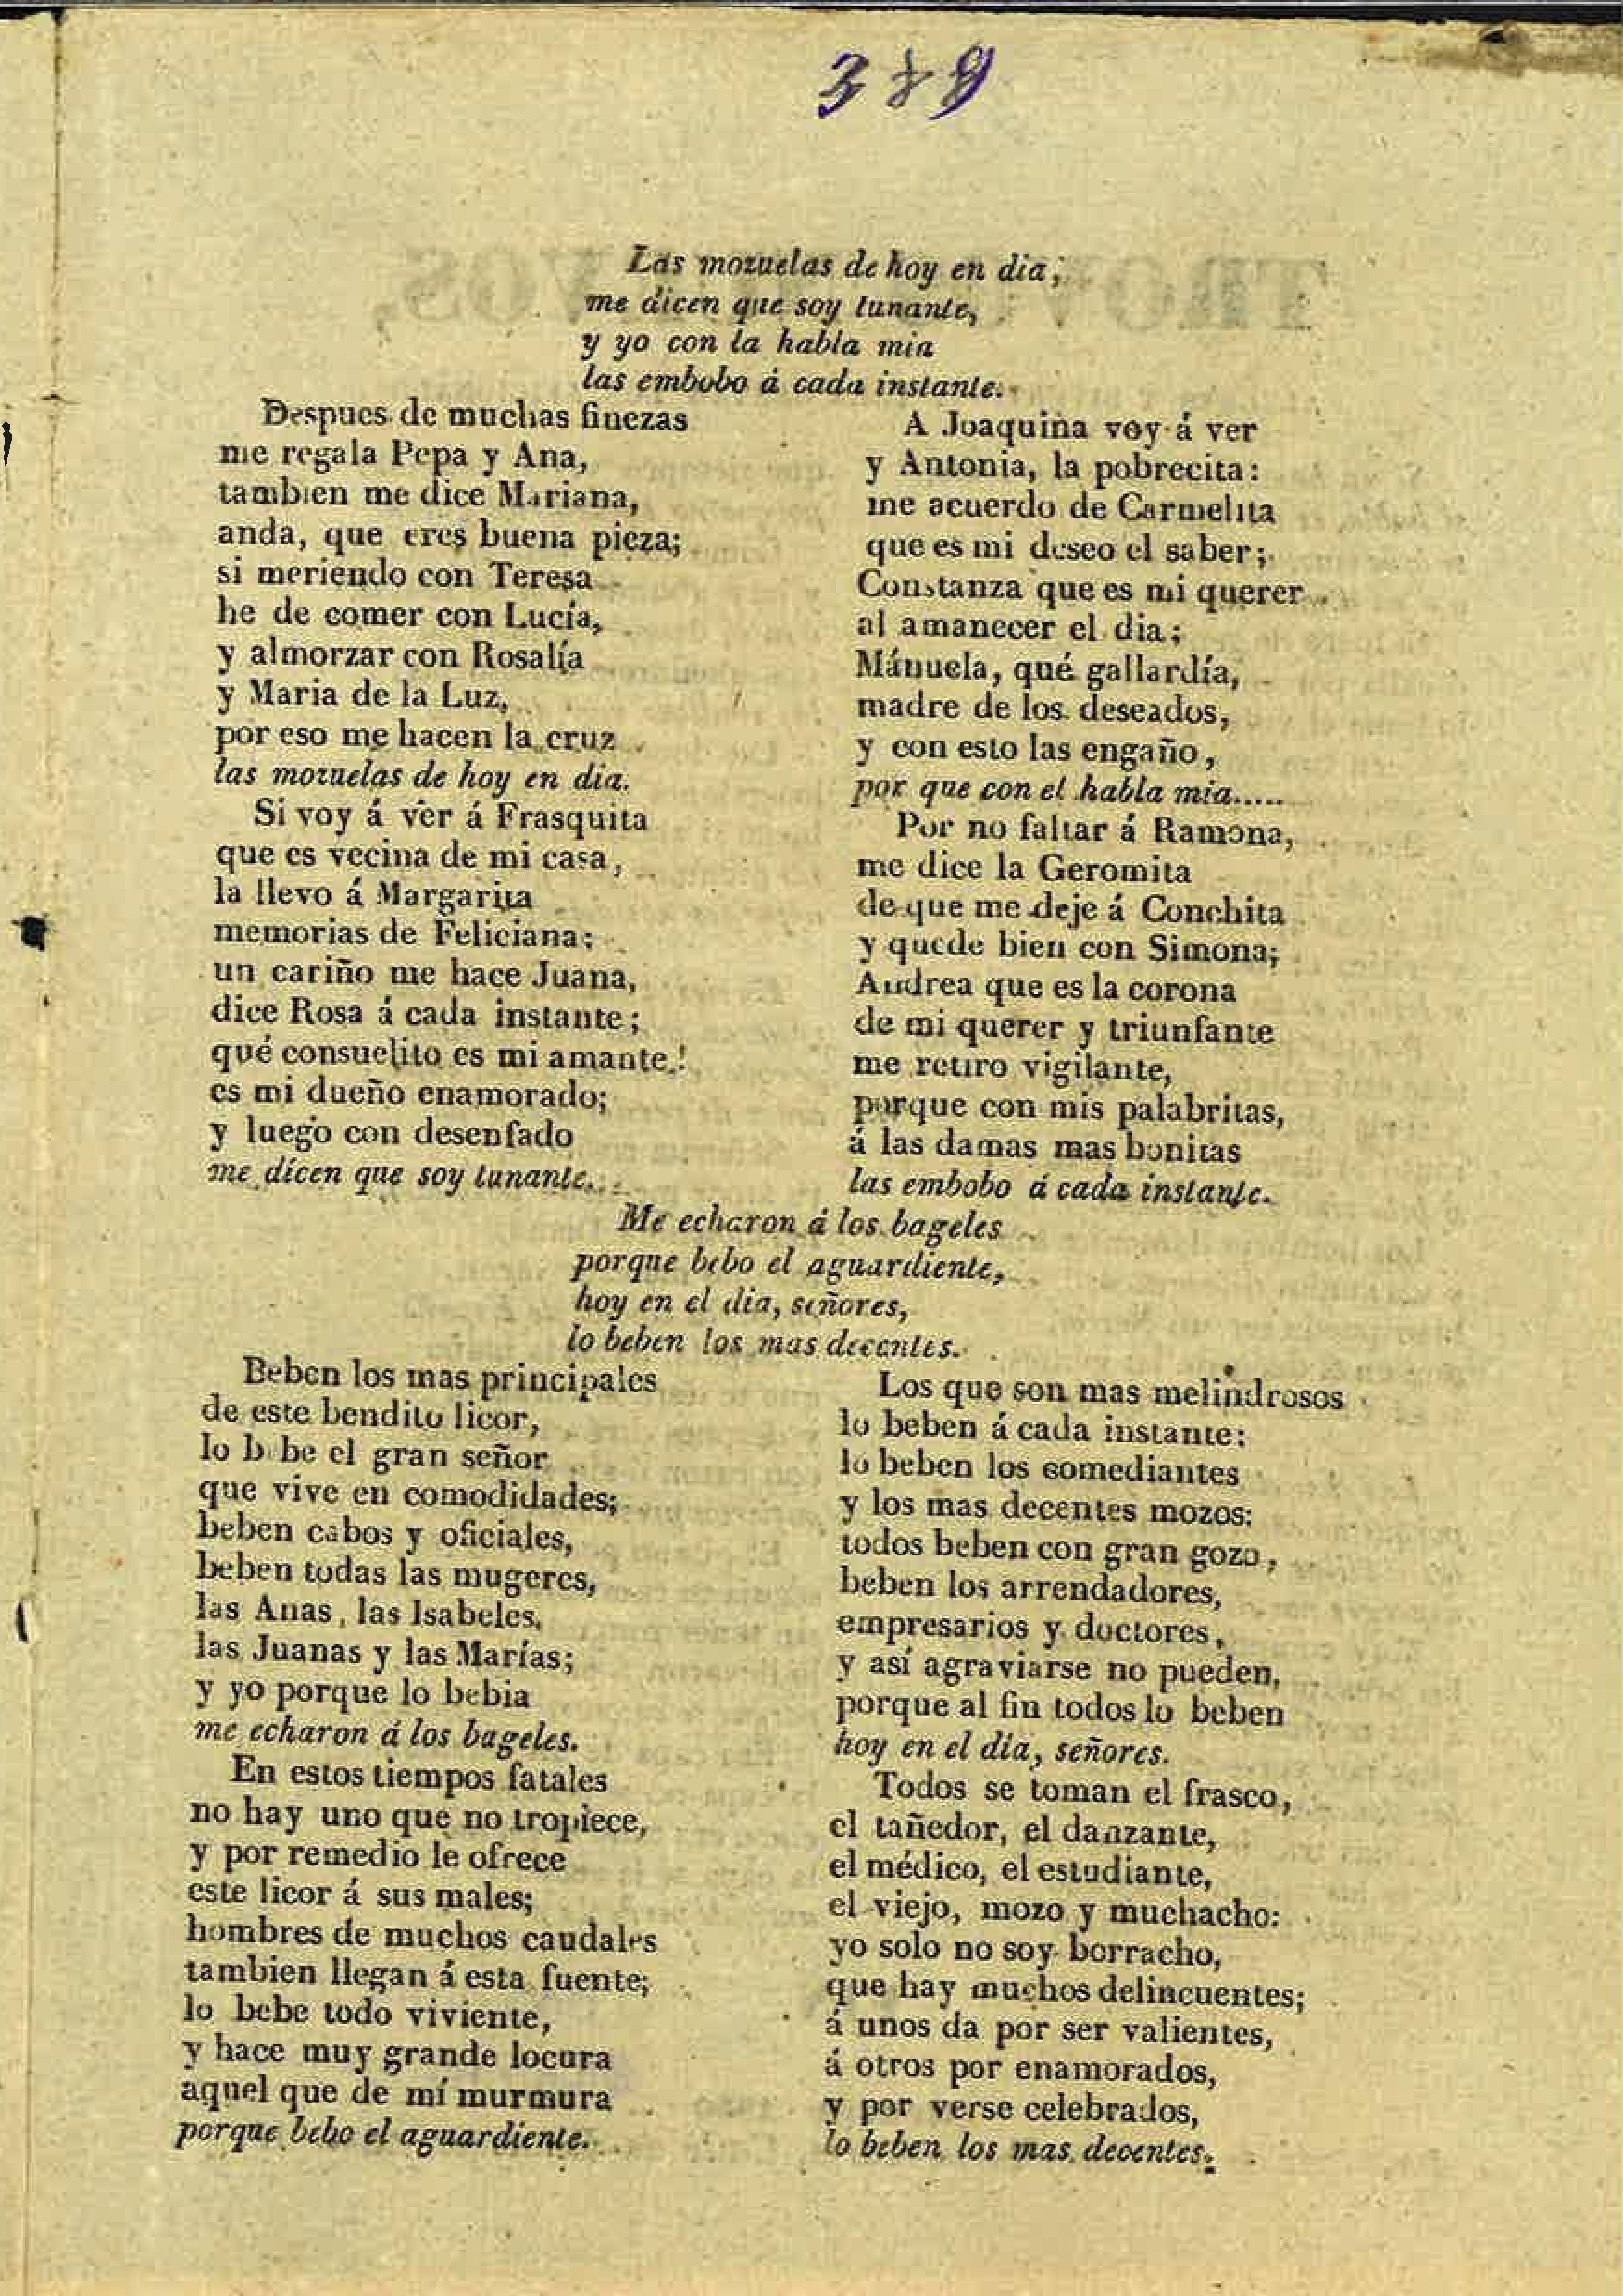 389
Las mozuelas de hoy en dia,
me dicen que soy tunante,
y yo con la habla mia
las embobo á cada instante.
Despues de muchas finezas
me regala Pepa y Ana,
tambien me dice Mariana,
anda, que eres buena pieza;
si meriendo con Teresa
he de comer con Lucía,
y almorzar con Rosalía
y Maria de la Luz,
por eso me hacen la cruz
las mozuelas de hoy en dia.
Si voy á ver á Frasquita
que es vecina de mi casa,
la llevo á Margarita
memorias de Feliciana:
un cariño me hace Juana,
dice Rosa á cada instante;
qué consuelito es mi amante!
es mi dueño enamorado;
y luego con desenfado
me dicen que soy tunante...
A Joaquina voy á ver
y Antonia, la pobrecita:
me acuerdo de Carmelita
que es mi deseo el saber;
Constanza que es mi querer
al amanecer el dia;
Mánuela, qué gallardía,
madre de los deseados,
y con esto las engaño,
por que con el habla mia.....
Por no faltar á Ramona,
me dice la Geromita
de que me deje á Conchita
y quede bien con Simona;
Andrea que es la corona
de mi querer y triunfante
me retiro vigilante,
porque con mis palabritas,
á las damas mas bonitas
las embobo á cada instante.
Me echaron á los bageles
porque bebo el aguardiente,
hoy en el dia, señores,
lo beben los mas decentes.
Beben los mas principales
de este bendito licor,
lo bebe el gran señor
que vive en comodidades;
beben cabos y oficiales,
beben todas las mugeres,
las Anas, las Isabeles,
las Juanas y las Marías;
y yo porque lo bebia
me echaron á los bageles.
En estos tiempos fatales
no hay uno que no tropiece,
y por remedio le ofrece
este licor á sus males;
hombres de muchos caudales
tambien llegan á esta fuente;
lo bebe todo viviente,
y hace muy grande locura
aquel que de mí murmura
porque bebo el aguardiente.
Los que son mas melindrosos
lo beben á cada instante:
lo beben los comediantes
y los mas decentes mozos:
todos beben con gran gozo,
beben los arrendadores,
empresarios y doctores,
y así agraviarse no pueden,
porque al fin todos lo beben
hoy en el dia, señores.
Todos se toman el frasco,
el tañedor, el danzante,
el médico, el estudiante,
el viejo, mozo y muchacho:
yo solo no soy borracho,
que hay muchos delincuentes;
á unos da por ser valientes,
á otros por enamorados,
y por verse celebrados,
lo beben los mas decentes.